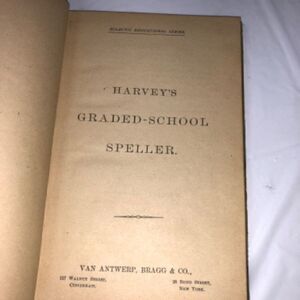 ECLECTIC EDUCATIONAL SERIES
HARVEY'S
GRADED-SCHOOL
SPELLER.
VAN ANTWERP, BRAGG & CO.,
137 WALNUT STREET,
CINCINNATI.
28 BOND STREET,
NEW YORK.